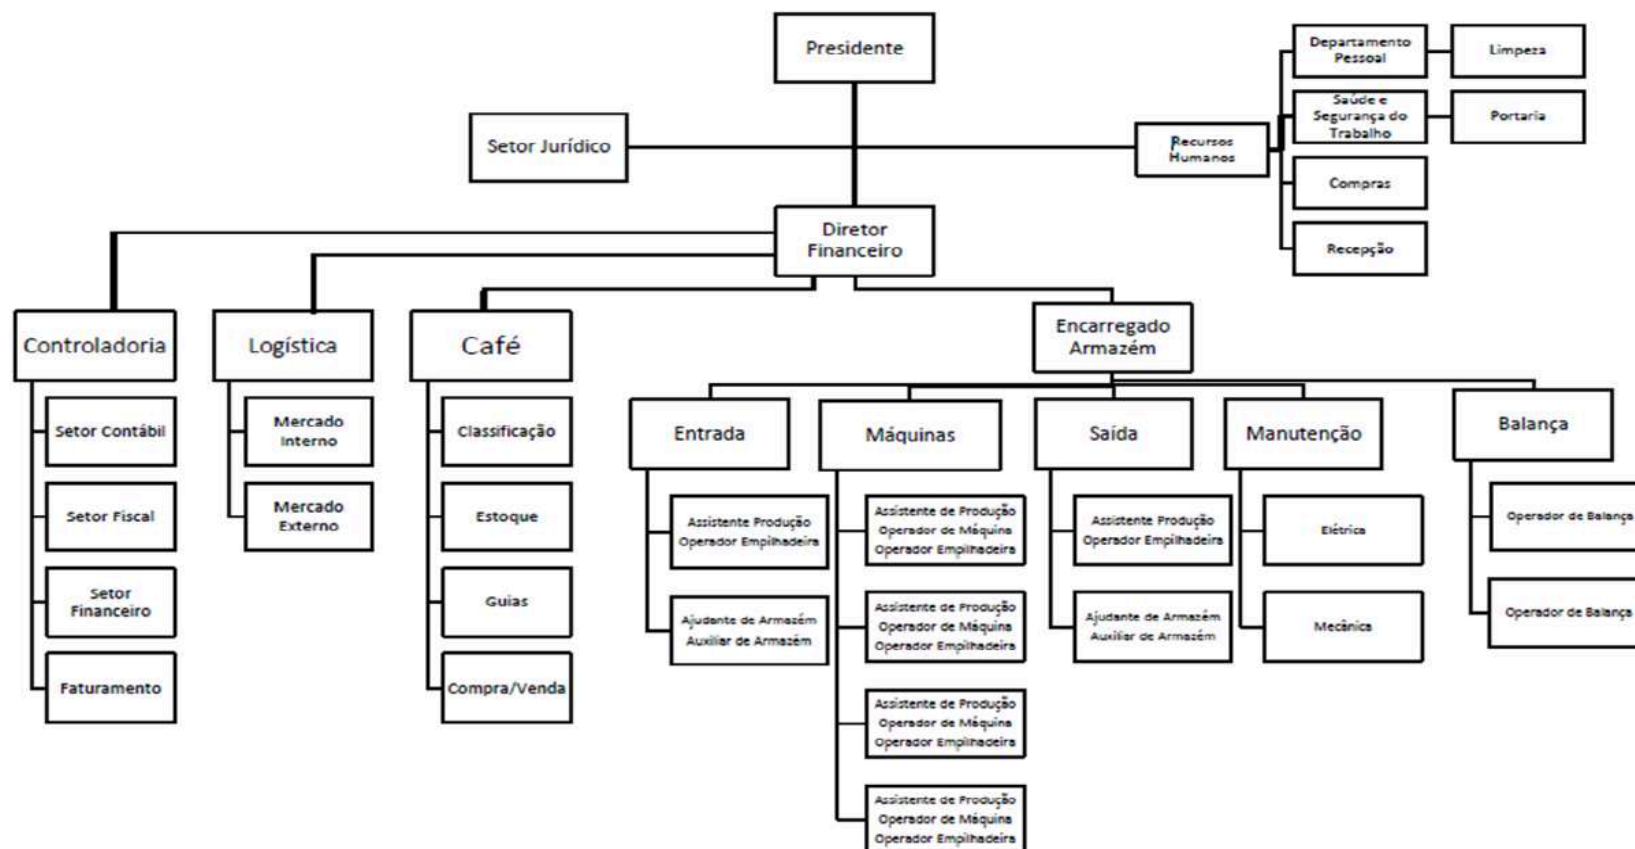 Presidente
Departamento
Pessoal
Limpeza
Saúde e
Segurança do
Trabalho
Portaria
Setor Jurídico
Recursos
Humanos
Compras
Recepção
Diretor
Financeiro
Controladoria
Setor Contábil
Setor Fiscal
Setor
Financeiro
Faturamento
Logística
Mercado
Interno
Mercado
Externo
Café
Classificação
Estoque
Guias
Compra/Venda
Encarregado
Armazém
Entrada
Assistente Produção
Operador Empilhadeira
Ajudante de Armazém
Auxiliar de Armazém
Máquinas
Assistente de Produção
Operador de Máquina
Operador Empilhadeira
Assistente de Produção
Operador de Máquina
Operador Empilhadeira
Assistente de Produção
Operador de Máquina
Operador Empilhadeira
Assistente de Produção
Operador de Máquina
Operador Empilhadeira
Saída
Assistente Produção
Operador Empilhadeira
Ajudante de Armazém
Auxiliar de Armazém
Manutenção
Elétrica
Mecânica
Balança
Operador de Balança
Operador de Balança